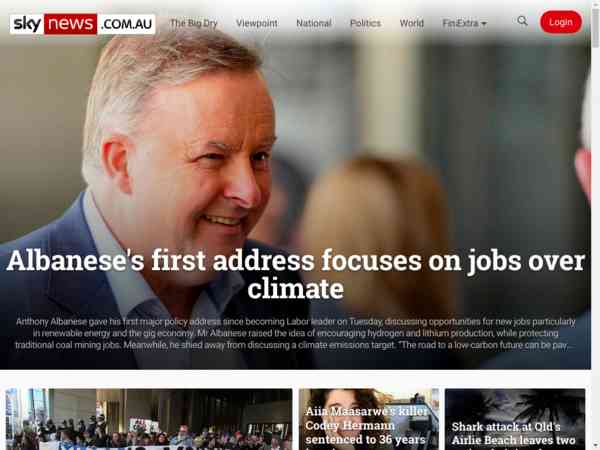 sky news .COM.AU The Big Dry Viewpoint National Politics World Extra Login
Albanese's first address focuses on jobs over
climate
Anthony Albanese gave his first major policy address since becoming Labor leader on Tuesday, discussing opportunities for new jobs particularly
in renewable energy and the gig economy. Mr Albanese raised the idea of encouraging hydrogen and lithium production, while protecting
traditional coal mining jobs. Meanwhile, he shied away from discussing a climate emissions target. "The road to a low-carbon future can be pav...
Aiia Maasarwe's killer
Codey Hermann
sentenced to 36 years
Shark attack at Qld's
Airlie Beach leaves two